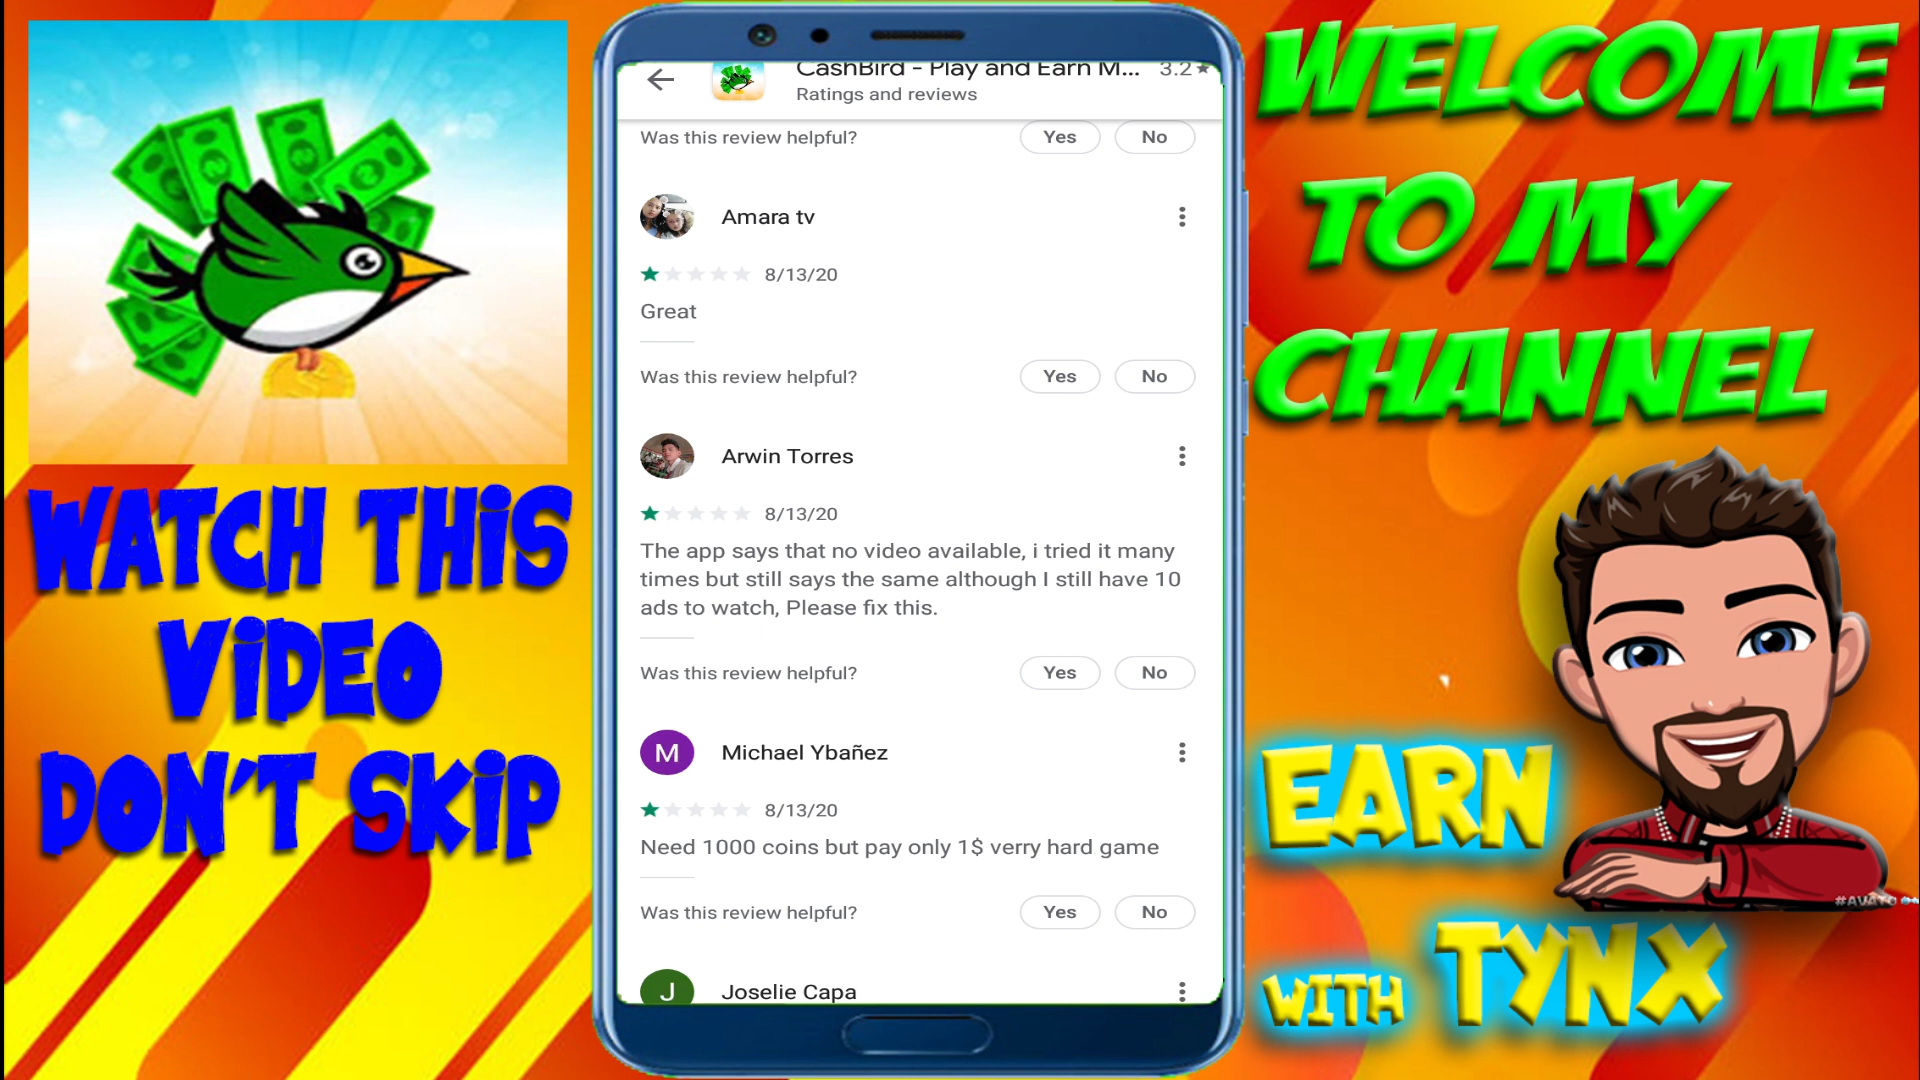 WATCH THIS
VIDEO
DON'T SKIP
CashBird - Play and Earn M... 3.2★
Ratings and reviews
Was this review helpful? Yes No
Amara tv
8/13/20
Great
Was this review helpful? Yes No
Arwin Torres
8/13/20
The app says that no video available, i tried it many
times but still says the same although I still have 10
ads to watch, Please fix this.
Was this review helpful? Yes No
M Michael Ybañez
8/13/20
Need 1000 coins but pay only 1$ verry hard game
Was this review helpful? Yes No
J Joselie Capa
WELCOME
TO MY
CHANNEL
EARN
WITH TYNX